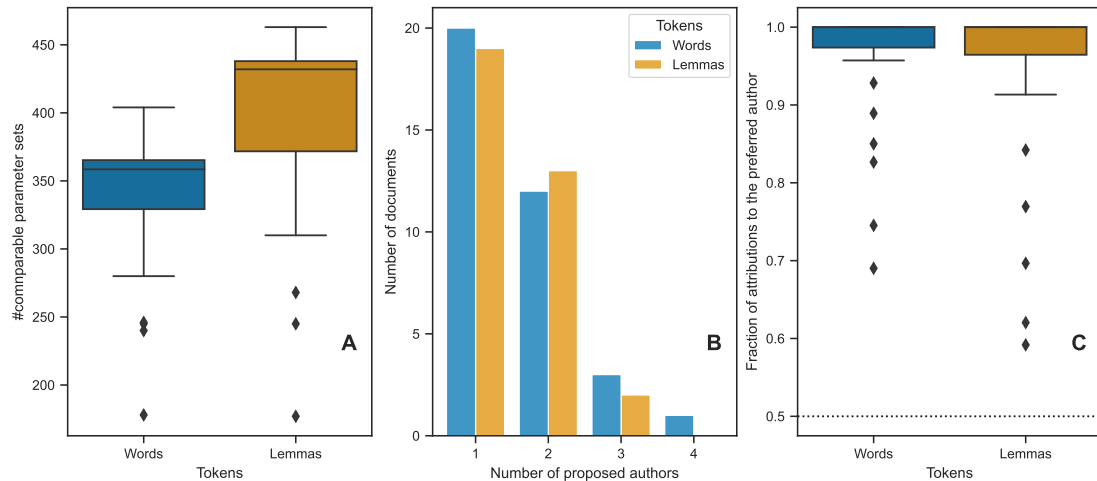 #comnparable parameter sets
450
400
350
300
250
200
Words
Lemmas
Tokens
A
Number of documents
20
15
10
5
0
1
2
3
4
Number of proposed authors
Tokens
Words
Lemmas
B
Fraction of attributions to the preferred author
1.0
0.9
0.8
0.7
0.6
0.5
Words
Lemmas
Tokens
C